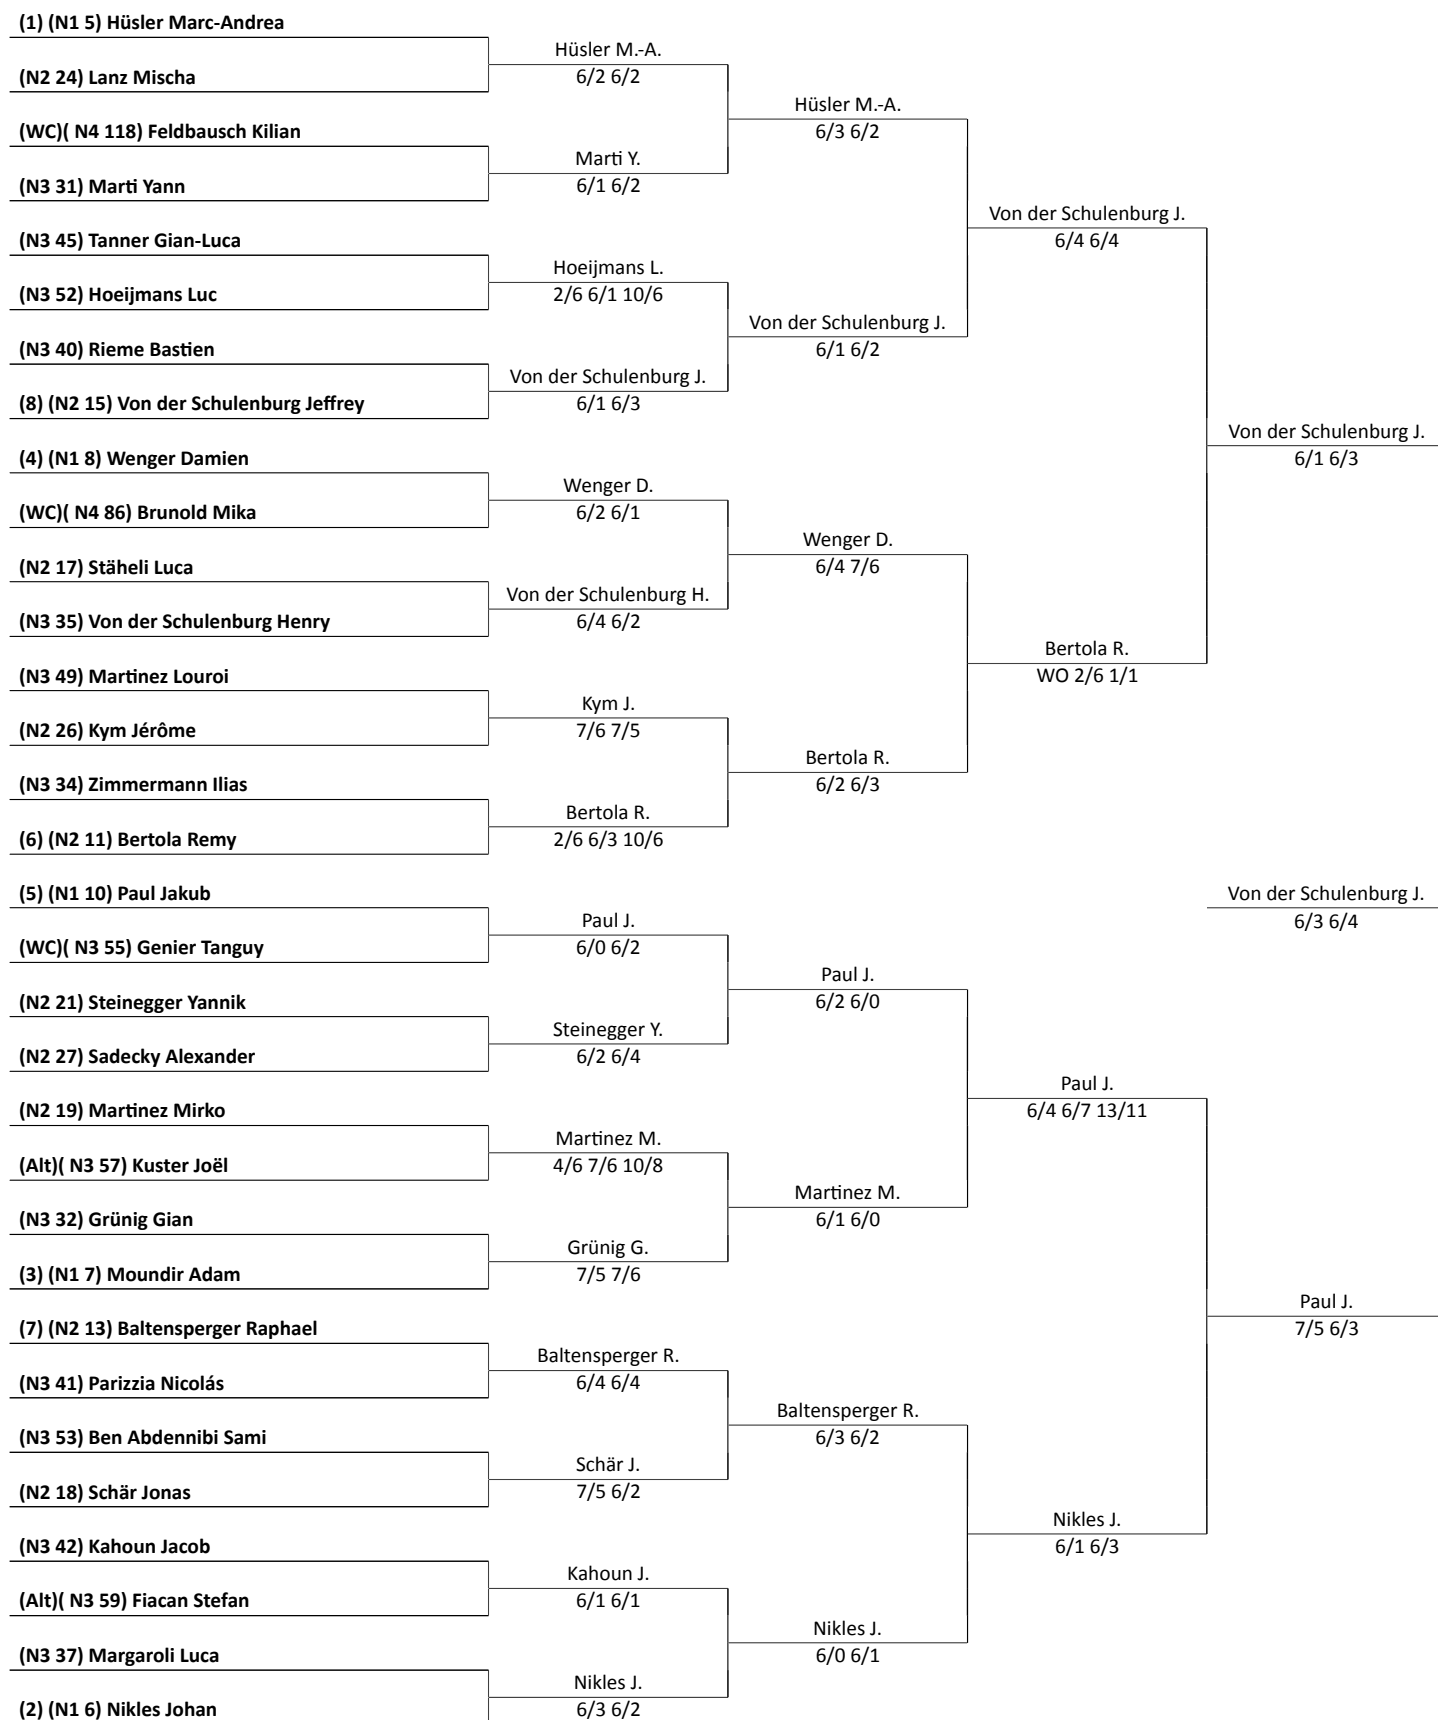 (1) (N1 5) Hüsler Marc-Andrea
Hüsler M.-A.
(N2 24) Lanz Mischa
6/2 6/2
Hüsler M.-A.
(WC)( N4 118) Feldbausch Kilian
6/3 6/2
Marti Y.
(N3 31) Marti Yann
6/1 6/2
Von der Schulenburg J.
(N3 45) Tanner Gian-Luca
6/4 6/4
Hoeijmans L.
(N3 52) Hoeijmans Luc
2/6 6/1 10/6
Von der Schulenburg J.
(N3 40) Rieme Bastien
6/1 6/2
Von der Schulenburg J.
(8) (N2 15) Von der Schulenburg Jeffrey
6/1 6/3
Von der Schulenburg J.
(4) (N1 8) Wenger Damien
6/1 6/3
Wenger D.
(WC)( N4 86) Brunold Mika
6/2 6/1
Wenger D.
(N2 17) Stäheli Luca
6/4 7/6
Von der Schulenburg H.
(N3 35) Von der Schulenburg Henry
6/4 6/2
Bertola R.
(N3 49) Martinez Louroi
WO 2/6 1/1
Kym J.
(N2 26) Kym Jérôme
7/6 7/5
Bertola R.
(N3 34) Zimmermann Ilias
6/2 6/3
Bertola R.
(6) (N2 11) Bertola Remy
2/6 6/3 10/6
(5) (N1 10) Paul Jakub
Von der Schulenburg J.
Paul J.
6/3 6/4
(WC)( N3 55) Genier Tanguy
6/0 6/2
Paul J.
(N2 21) Steinegger Yannik
6/2 6/0
Steinegger Y.
(N2 27) Sadecky Alexander
6/2 6/4
Paul J.
(N2 19) Martinez Mirko
6/4 6/7 13/11
Martinez M.
(Alt)( N3 57) Kuster Joël
4/6 7/6 10/8
Martinez M.
(N3 32) Grünig Gian
6/1 6/0
Grünig G.
(3) (N1 7) Moundir Adam
7/5 7/6
Paul J.
(7) (N2 13) Baltensperger Raphael
7/5 6/3
Baltensperger R.
(N3 41) Parizzia Nicolás
6/4 6/4
Baltensperger R.
(N3 53) Ben Abdennibi Sami
6/3 6/2
Schär J.
(N2 18) Schär Jonas
7/5 6/2
Nikles J.
(N3 42) Kahoun Jacob
6/1 6/3
Kahoun J.
(Alt)( N3 59) Fiacan Stefan
6/1 6/1
Nikles J.
(N3 37) Margaroli Luca
6/0 6/1
Nikles J.
(2) (N1 6) Nikles Johan
6/3 6/2